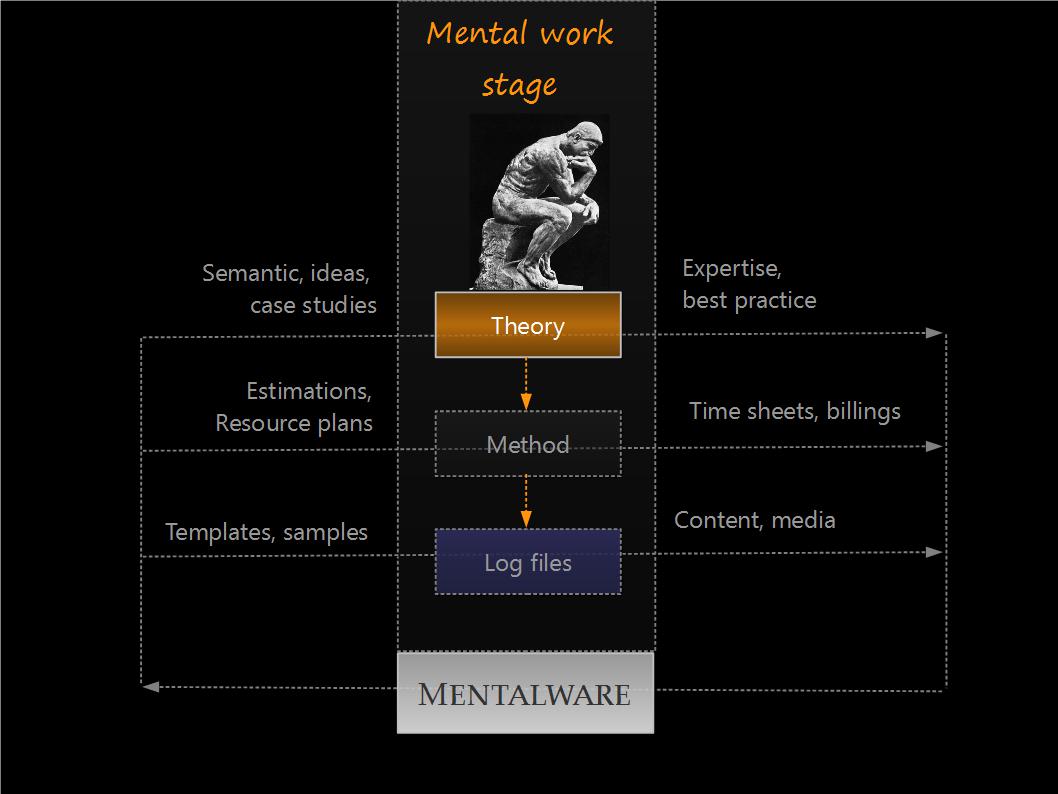 Mental work
stage
Semantic, ideas,
case studies
Expertise,
best practice
Theory
Estimations,
Resource plans
Time sheets, billings
Method
Templates, samples
Content, media
Log files
MENTALWARE